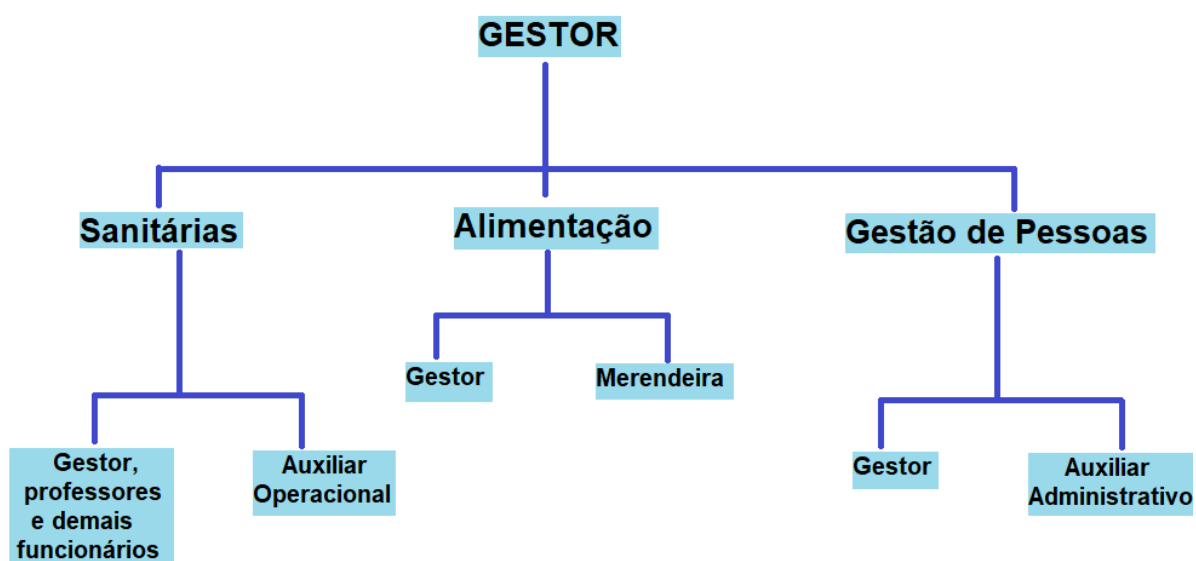 GESTOR
Sanitárias
Alimentação
Gestão de Pessoas
Gestor
Merendeira
Gestor,
professores
e demais
funcionários
Auxiliar
Operacional
Gestor
Auxiliar
Administrativo